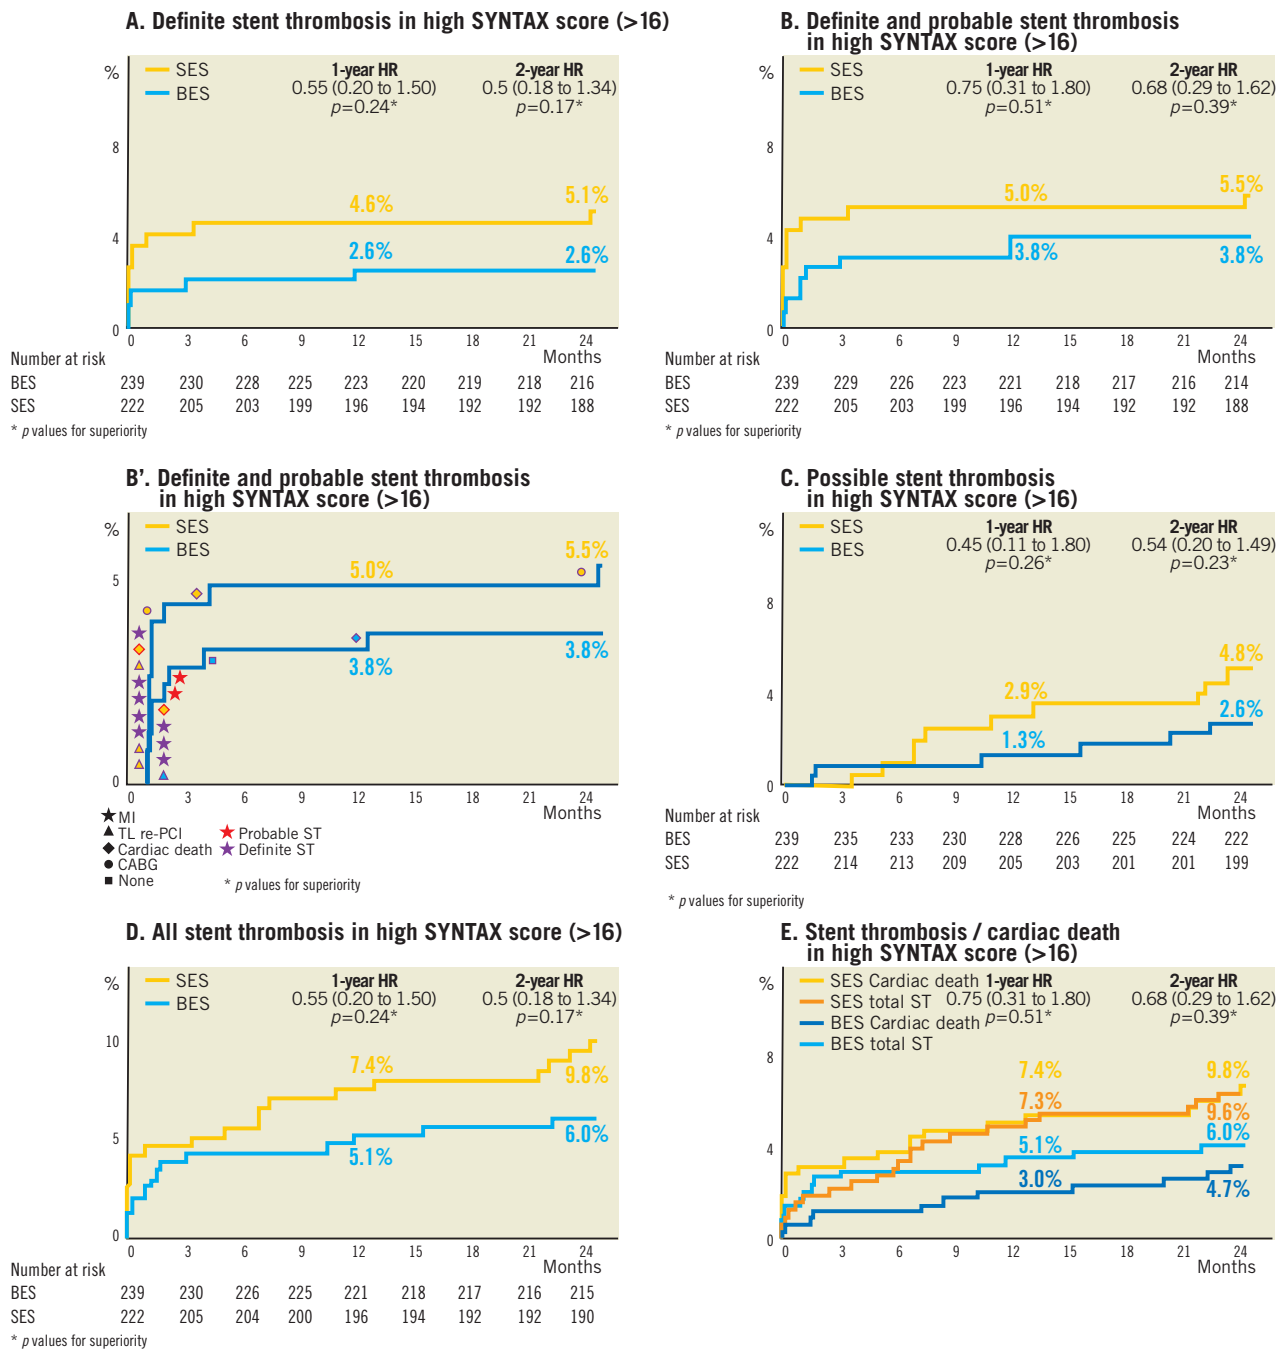 A. Definite stent thrombosis in high SYNTAX score (>16)
%
SES
BES
1-year HR
0.55 (0.20 to 1.50)
p=0.24*
2-year HR
0.5 (0.18 to 1.34)
p=0.17*
8
4
0
4.6%
5.1%
2.6%
2.6%
0 3 6 9 12 15 18 21 24
Months
Number at risk
BES 239 230 228 225 223 220 219 218 216
SES 222 205 203 199 196 194 192 192 188
* p values for superiority
B. Definite and probable stent thrombosis
in high SYNTAX score (>16)
%
SES
BES
1-year HR
0.75 (0.31 to 1.80)
p=0.51*
2-year HR
0.68 (0.29 to 1.62)
p=0.39*
8
4
0
5.0%
5.5%
3.8%
3.8%
0 3 6 9 12 15 18 21 24
Months
Number at risk
BES 239 229 226 223 221 218 217 216 214
SES 222 205 203 199 196 194 192 192 188
* p values for superiority
B’. Definite and probable stent thrombosis
in high SYNTAX score (>16)
%
SES
BES
5
0
5.0%
5.5%
3.8%
3.8%
0 3 6 9 12 15 18 21 24
Months
MI
TL re-PCI
Cardiac death
CABG
None
Probable ST
Definite ST
* p values for superiority
C. Possible stent thrombosis
in high SYNTAX score (>16)
%
SES
BES
1-year HR
0.45 (0.11 to 1.80)
p=0.26*
2-year HR
0.54 (0.20 to 1.49)
p=0.23*
8
4
0
2.9%
4.8%
1.3%
2.6%
0 3 6 9 12 15 18 21 24
Months
Number at risk
BES 239 235 233 230 228 226 225 224 222
SES 222 214 213 209 205 203 201 201 199
* p values for superiority
D. All stent thrombosis in high SYNTAX score (>16)
%
SES
BES
1-year HR
0.55 (0.20 to 1.50)
p=0.24*
2-year HR
0.5 (0.18 to 1.34)
p=0.17*
10
5
0
7.4%
9.8%
5.1%
6.0%
0 3 6 9 12 15 18 21 24
Months
Number at risk
BES 239 230 226 225 221 218 217 216 215
SES 222 205 204 200 196 194 192 192 190
* p values for superiority
E. Stent thrombosis / cardiac death
in high SYNTAX score (>16)
%
SES Cardiac death
SES total ST
BES Cardiac death
BES total ST
1-year HR
0.75 (0.31 to 1.80)
p=0.51*
2-year HR
0.68 (0.29 to 1.62)
p=0.39*
8
4
0
7.4%
9.8%
7.3%
9.6%
5.1%
6.0%
3.0%
4.7%
0 3 6 9 12 15 18 21 24
Months